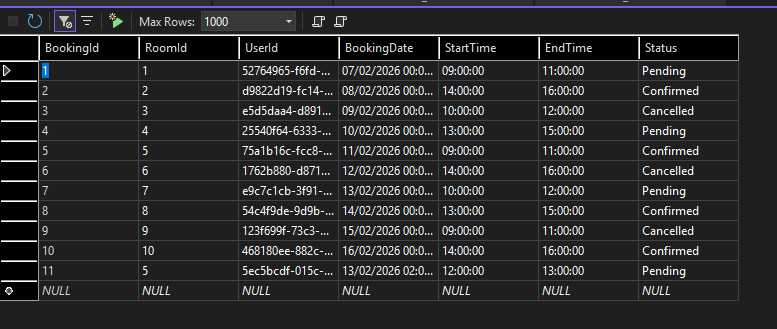 Max Rows: 1000
BookingId RoomId UserId BookingDate StartTime EndTime Status
1 1 52764965-f6fd-... 07/02/2026 00:0... 09:00:00 11:00:00 Pending
2 2 d9822d19-fc14-... 08/02/2026 00:0... 14:00:00 16:00:00 Confirmed
3 3 e5d5daa4-d891... 09/02/2026 00:0... 10:00:00 12:00:00 Cancelled
4 4 25540f64-6333-... 10/02/2026 00:0... 13:00:00 15:00:00 Pending
5 5 75a1b16c-fcc8-... 11/02/2026 00:0... 09:00:00 11:00:00 Confirmed
6 6 1762b880-d871... 12/02/2026 00:0... 14:00:00 16:00:00 Cancelled
7 7 e9c7c1cb-3f91-... 13/02/2026 00:0... 10:00:00 12:00:00 Pending
8 8 54c4f9de-9d9b-... 14/02/2026 00:0... 13:00:00 15:00:00 Confirmed
9 9 123f699f-73c3-... 15/02/2026 00:0... 09:00:00 11:00:00 Cancelled
10 10 468180ee-882c-... 16/02/2026 00:0... 14:00:00 16:00:00 Confirmed
11 5 5ec5bcdf-015c-... 13/02/2026 02:0... 12:00:00 13:00:00 Pending
NULL NULL NULL NULL NULL NULL NULL